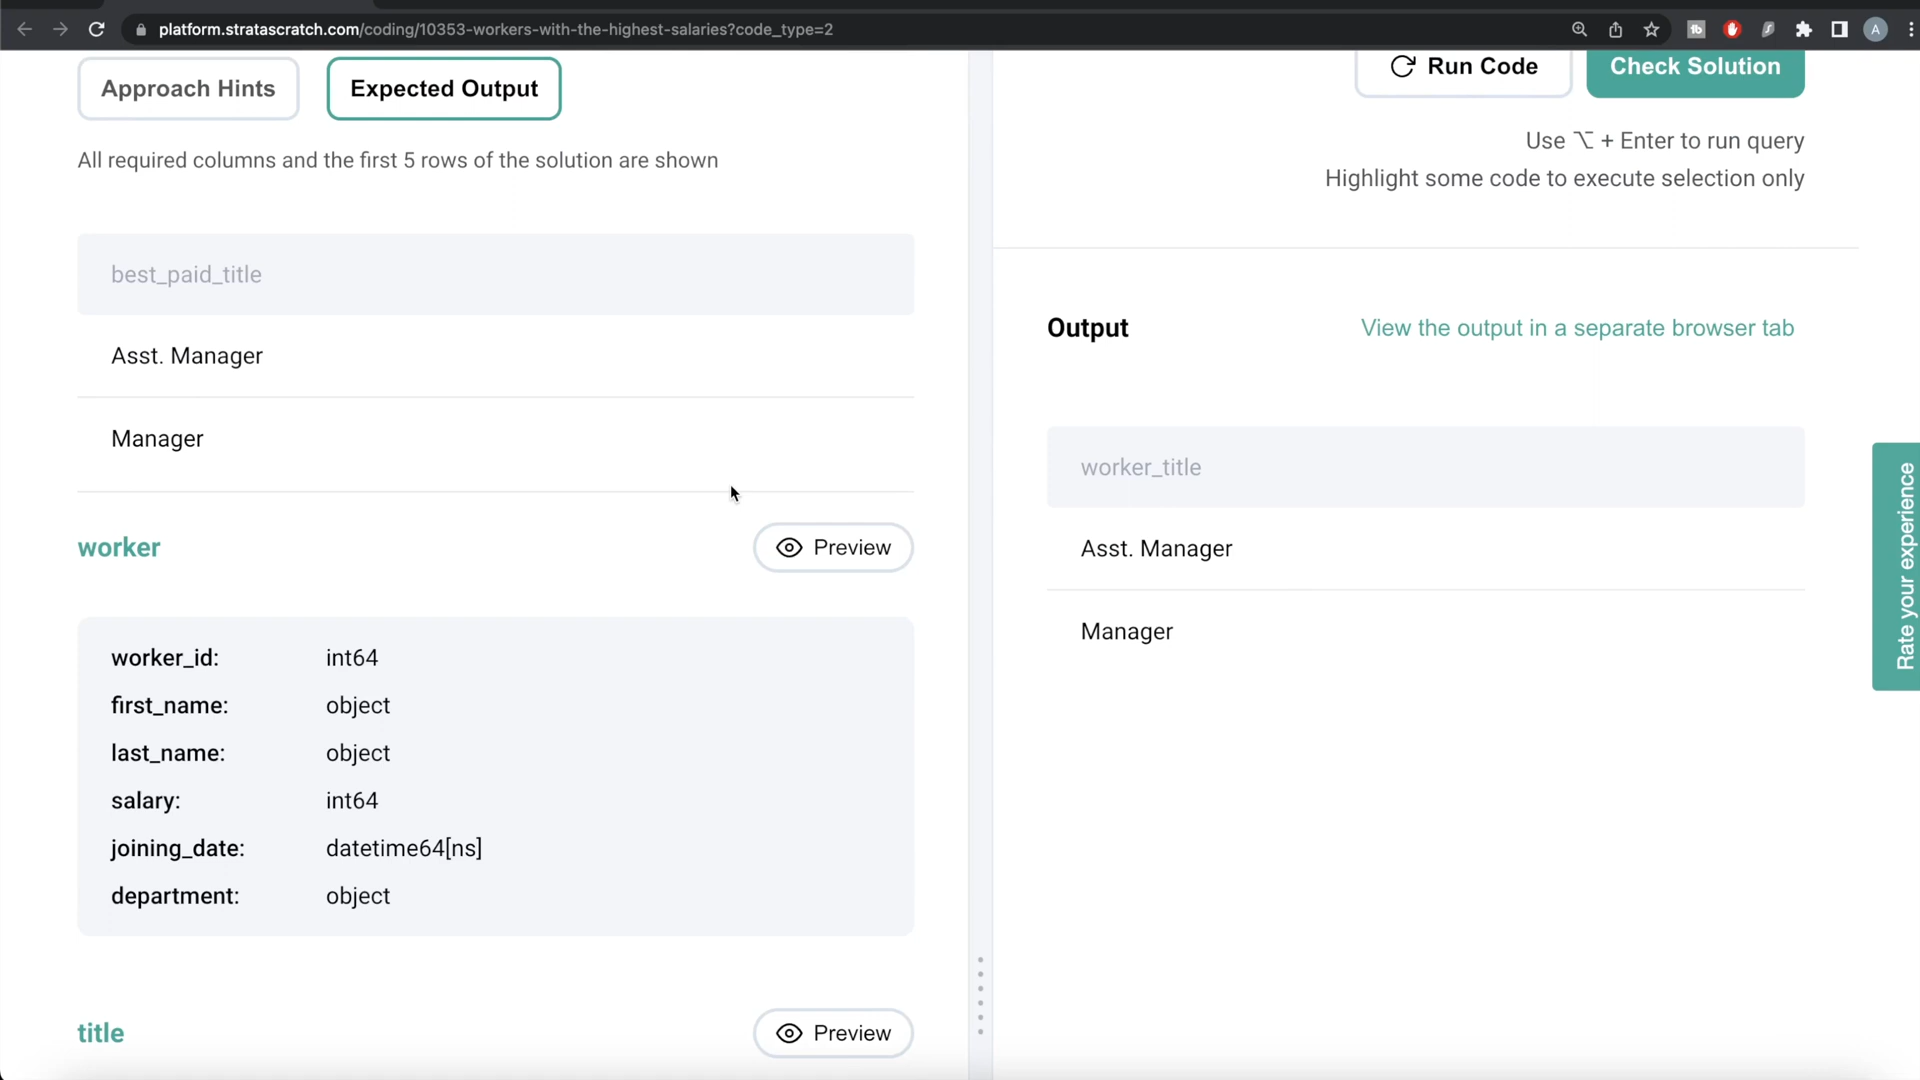 platform.stratascratch.com/coding/10353-workers-with-the-highest-salaries?code_type=2
A
Approach Hints
Expected Output
All required columns and the first 5 rows of the solution are shown
best_paid_title
Asst. Manager
Manager
worker
Preview
worker_id: int64
first_name: object
last_name: object
salary: int64
joining_date: datetime64[ns]
department: object
title
Preview
Run Code
Check Solution
Use ⌥ + Enter to run query
Highlight some code to execute selection only
Output
View the output in a separate browser tab
worker_title
Asst. Manager
Manager
Rate your experience